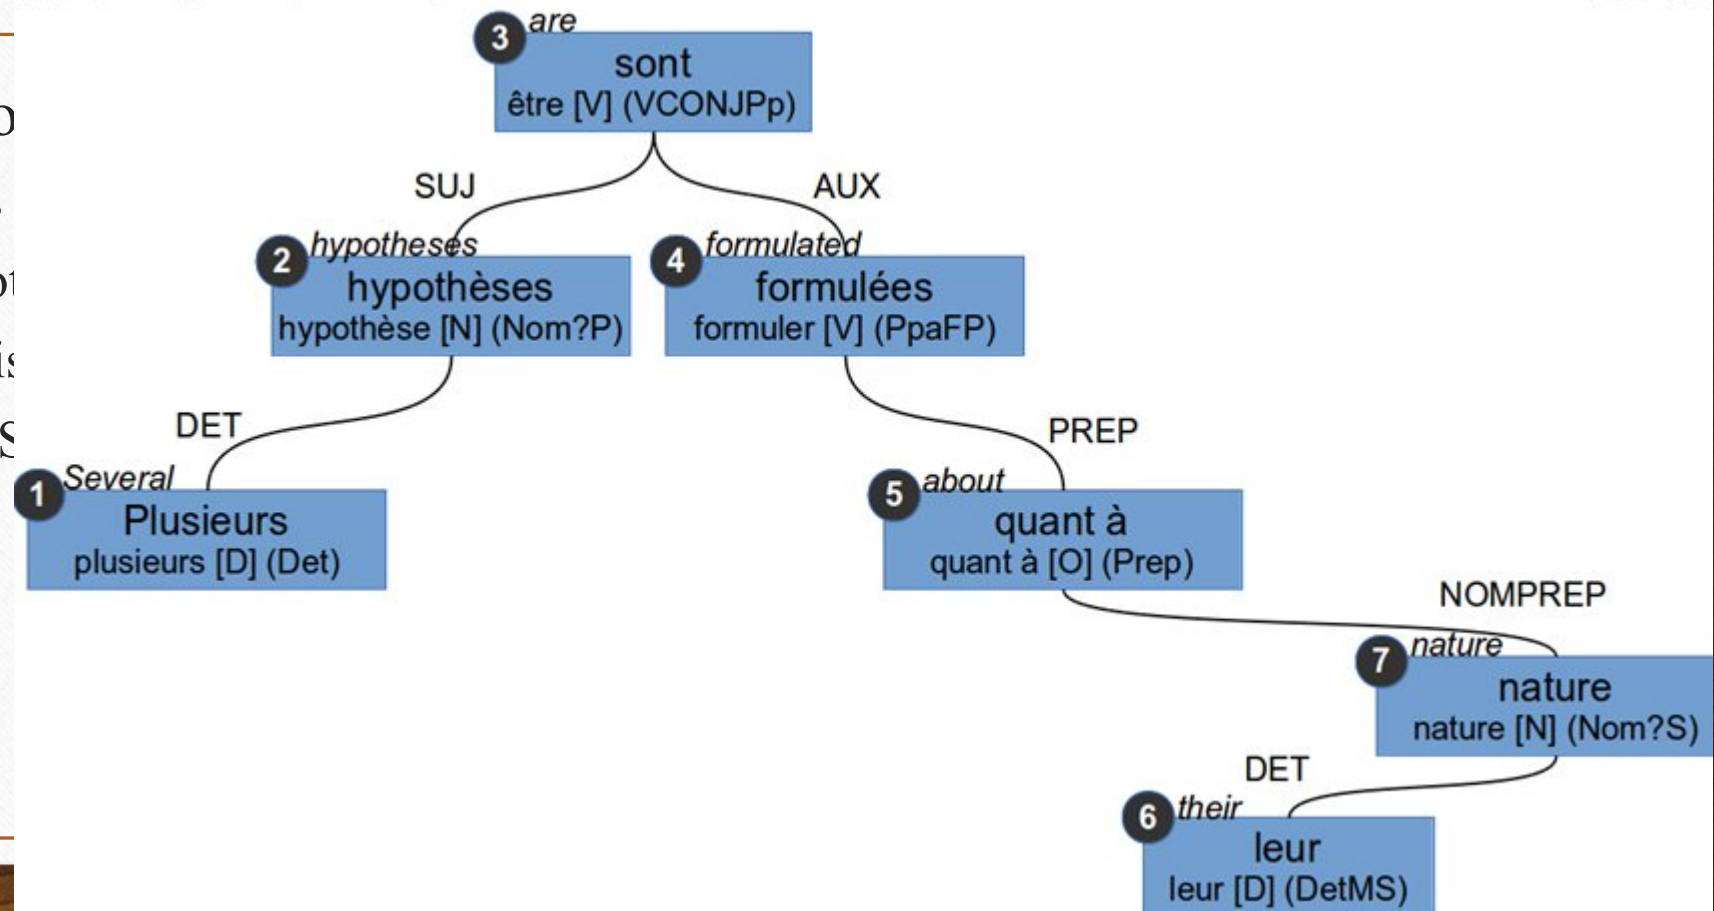 are
3
sont
être [V] (VCONJPp)
SUJ
AUX
hypotheses
2
hypothèses
hypothèse [N] (Nom?P)
formulated
4
formulées
formuler [V] (PpaFP)
DET
PREP
Several
1
Plusieurs
plusieurs [D] (Det)
about
5
quant à
quant à [O] (Prep)
NOMPREP
nature
7
nature
nature [N] (Nom?S)
DET
their
6
leur
leur [D] (DetMS)